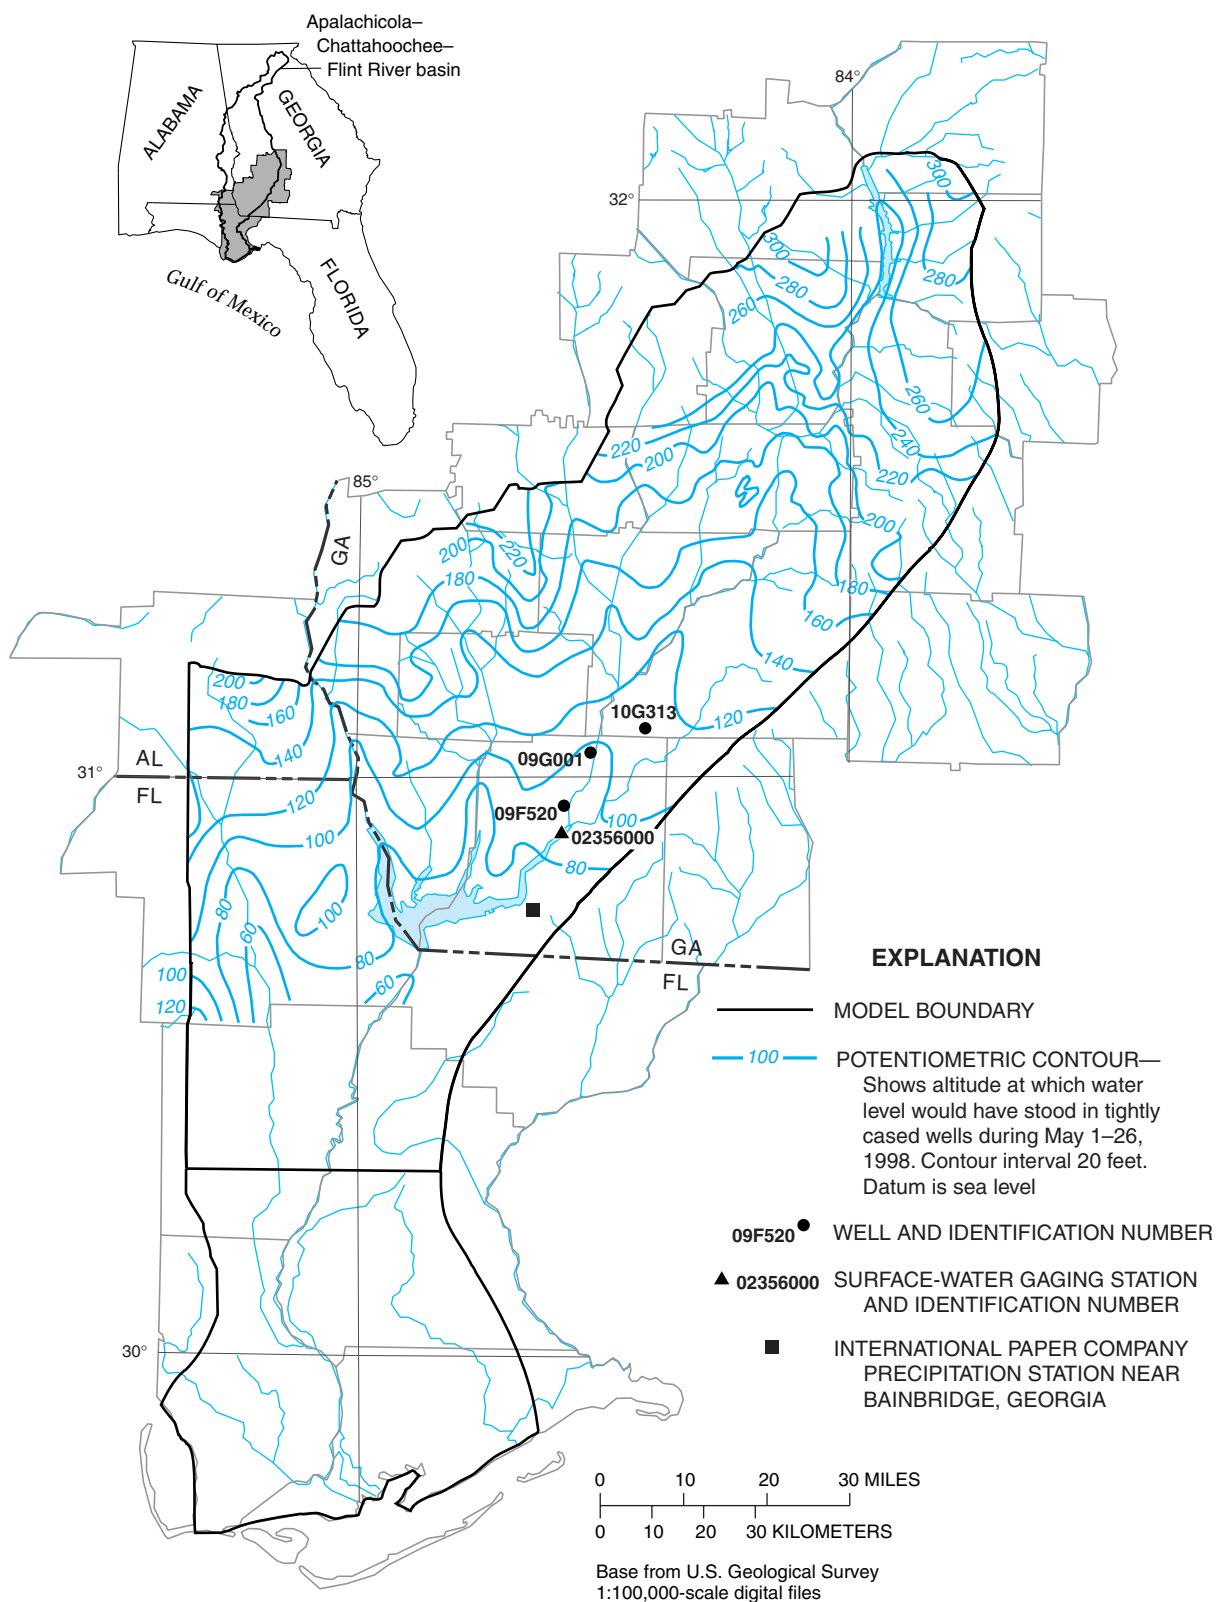 Apalachicola–
Chattahoochee–
Flint River basin
ALABAMA
GEORGIA
FLORIDA
Gulf of Mexico
84°
32°
300
300
280
280
260
260
240
220
220
200
200
85°
GA
200
220
180
180
160
140
200
180
160
140
120
10G313
09G001
31°
AL
FL
120
09F520
100
02356000
100
80
100
80
60
80
60
100
120
GA
FL
EXPLANATION
MODEL BOUNDARY
100
POTENTIOMETRIC CONTOUR—
Shows altitude at which water
level would have stood in tightly
cased wells during May 1–26,
1998. Contour interval 20 feet.
Datum is sea level
09F520 WELL AND IDENTIFICATION NUMBER
02356000 SURFACE-WATER GAGING STATION
AND IDENTIFICATION NUMBER
INTERNATIONAL PAPER COMPANY
PRECIPITATION STATION NEAR
BAINBRIDGE, GEORGIA
30°
0 10 20 30 MILES
0 10 20 30 KILOMETERS
Base from U.S. Geological Survey
1:100,000-scale digital files